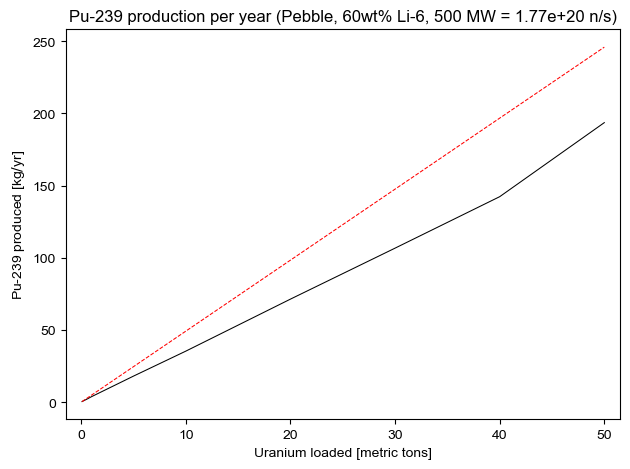 Pu-239 production per year (Pebble, 60wt% Li-6, 500 MW = 1.77e+20 n/s)
250
200
150
100
50
0
Pu-239 produced [kg/yr]
0 10 20 30 40 50
Uranium loaded [metric tons]